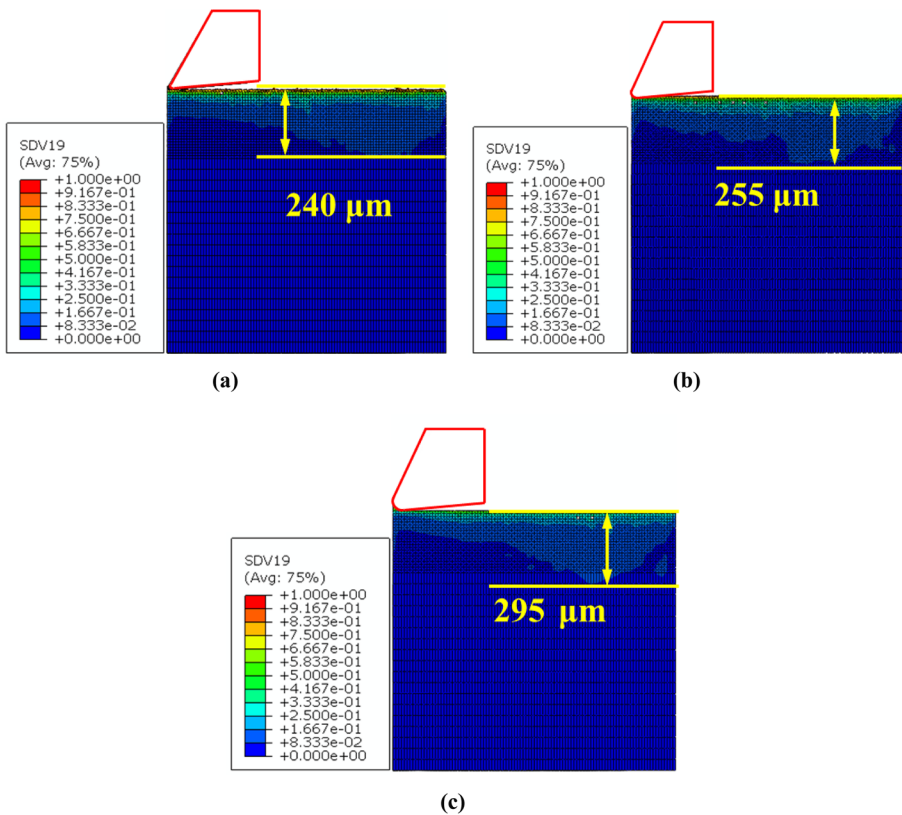 SDV19
(Avg: 75%)
+1.000e+00
+9.167e-01
+8.333e-01
+7.500e-01
+6.667e-01
+5.833e-01
+5.000e-01
+4.167e-01
+3.333e-01
+2.500e-01
+1.667e-01
+8.333e-02
+0.000e+00
240 µm
(a)
SDV19
(Avg: 75%)
+1.000e+00
+9.167e-01
+8.333e-01
+7.500e-01
+6.667e-01
+5.833e-01
+5.000e-01
+4.167e-01
+3.333e-01
+2.500e-01
+1.667e-01
+8.333e-02
+0.000e+00
255 µm
(b)
SDV19
(Avg: 75%)
+1.000e+00
+9.167e-01
+8.333e-01
+7.500e-01
+6.667e-01
+5.833e-01
+5.000e-01
+4.167e-01
+3.333e-01
+2.500e-01
+1.667e-01
+8.333e-02
+0.000e+00
295 µm
(c)